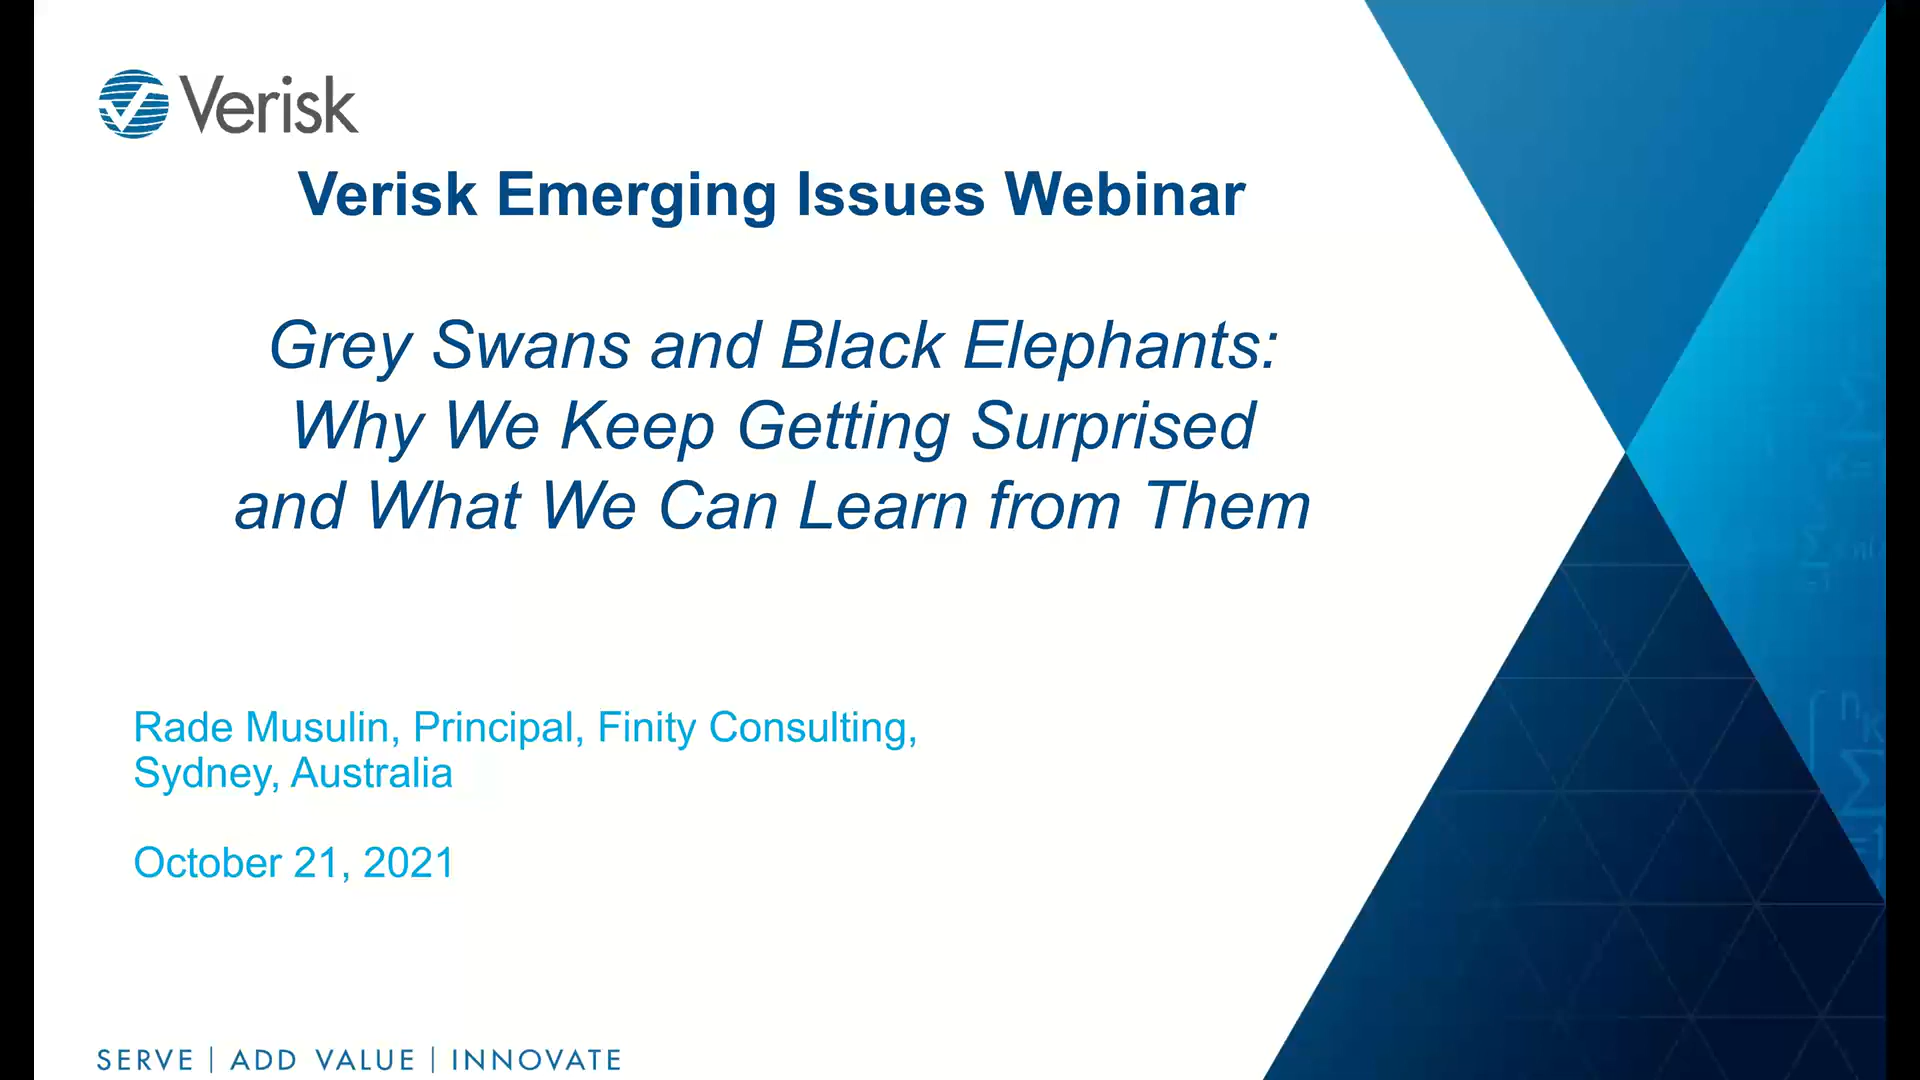 Verisk
Verisk Emerging Issues Webinar
Grey Swans and Black Elephants:
Why We Keep Getting Surprised
and What We Can Learn from Them
Rade Musulin, Principal, Finity Consulting,
Sydney, Australia
October 21, 2021
SERVE | ADD VALUE | INNOVATE